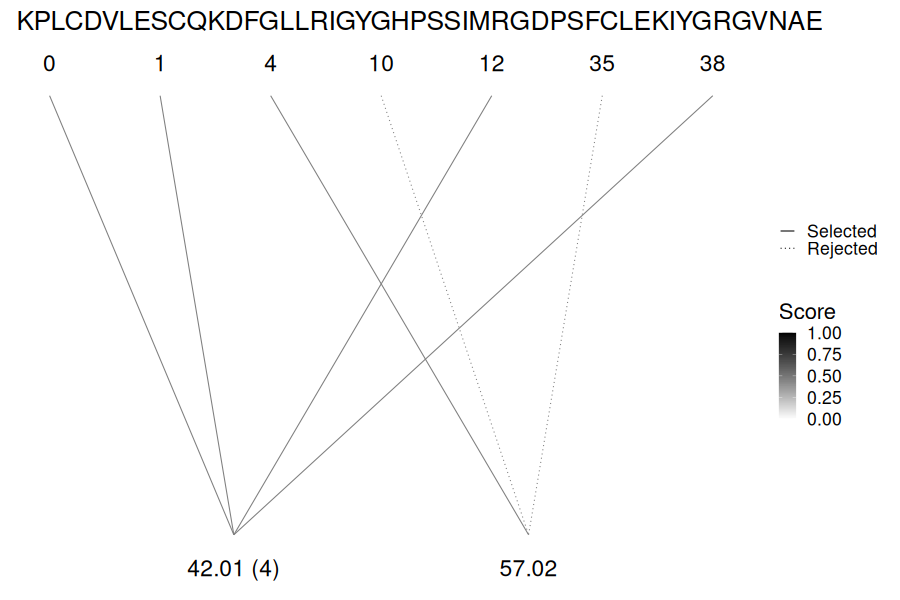 KPLCDVLESCQKDFGLLRIGYGHPSSIMRGDPSFCLEKIYGRGVNAE
0 1 4 10 12 35 38
Selected
Rejected
Score
1.00
0.75
0.50
0.25
0.00
42.01 (4) 57.02